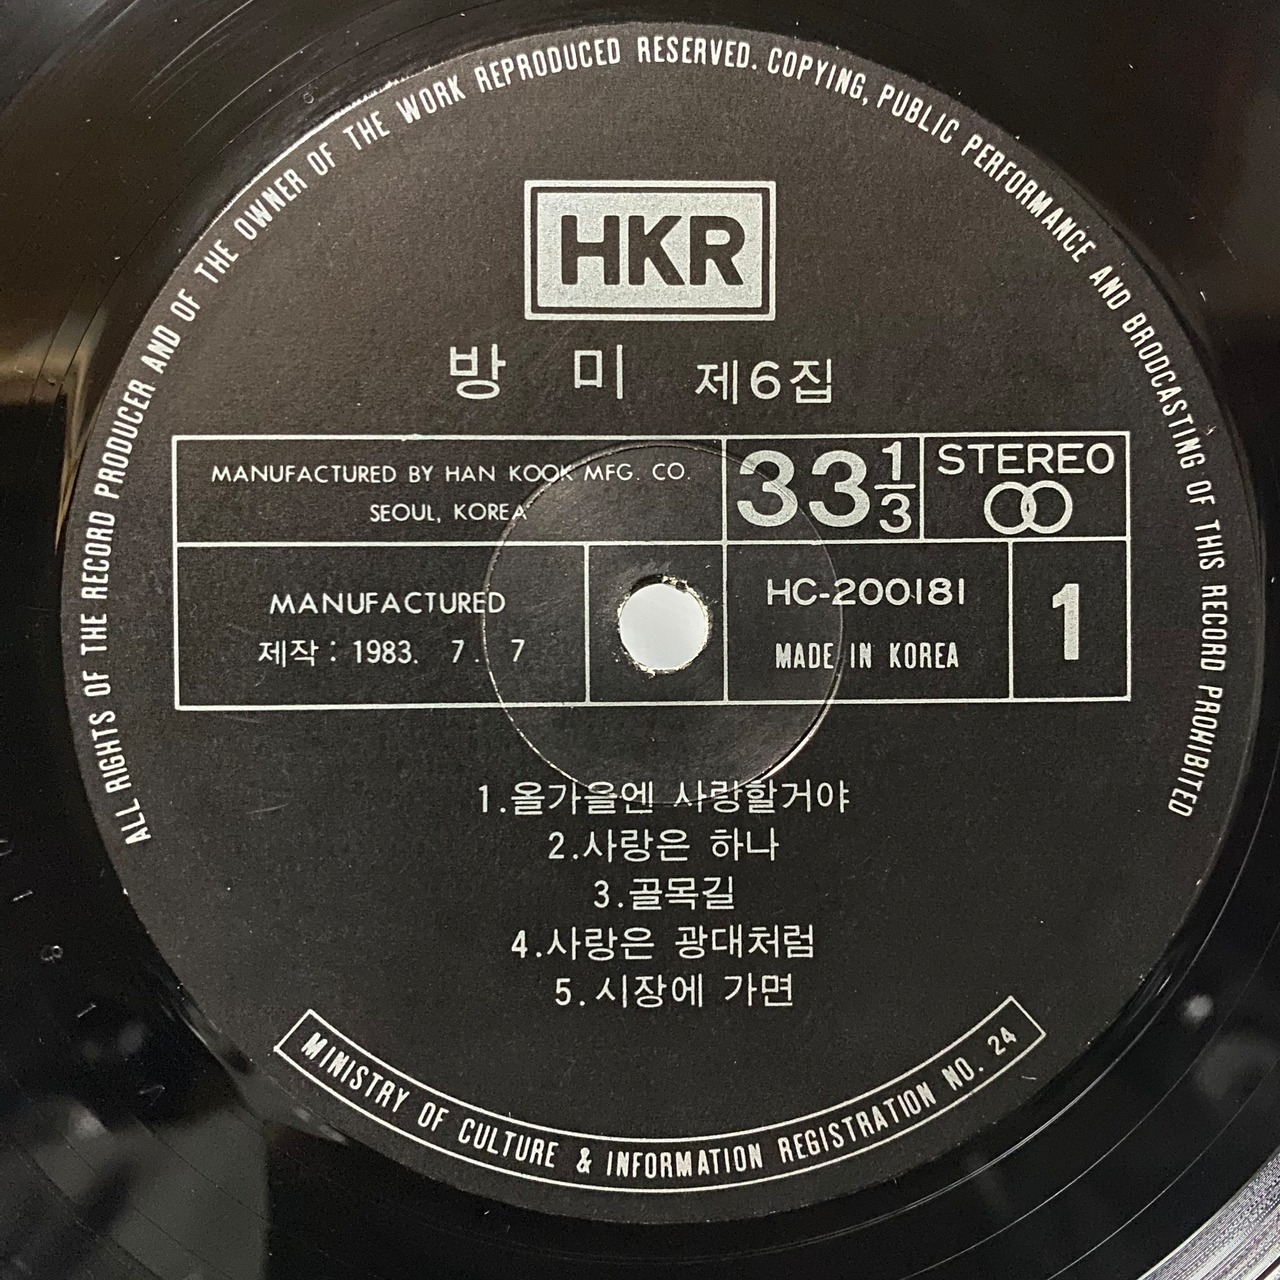 ALL RIGHTS OF THE RECORD PRODUCER AND OF THE OWNER OF THE WORK REPRODUCED RESERVED. COPYING, PUBLIC PERFORMANCE AND BRODCASTING OF THIS RECORD PROHIBITED
HKR
방 미 제6집
MANUFACTURED BY HAN KOOK MFG. CO.
SEOUL, KOREA
33 1/3
STEREO
MANUFACTURED
제작 : 1983. 7. 7
HC-200181
MADE IN KOREA
1
1.올가을엔 사랑할거야
2.사랑은 하나
3.골목길
4.사랑은 광대처럼
5.시장에 가면
MINISTRY OF CULTURE & INFORMATION REGISTRATION NO. 24